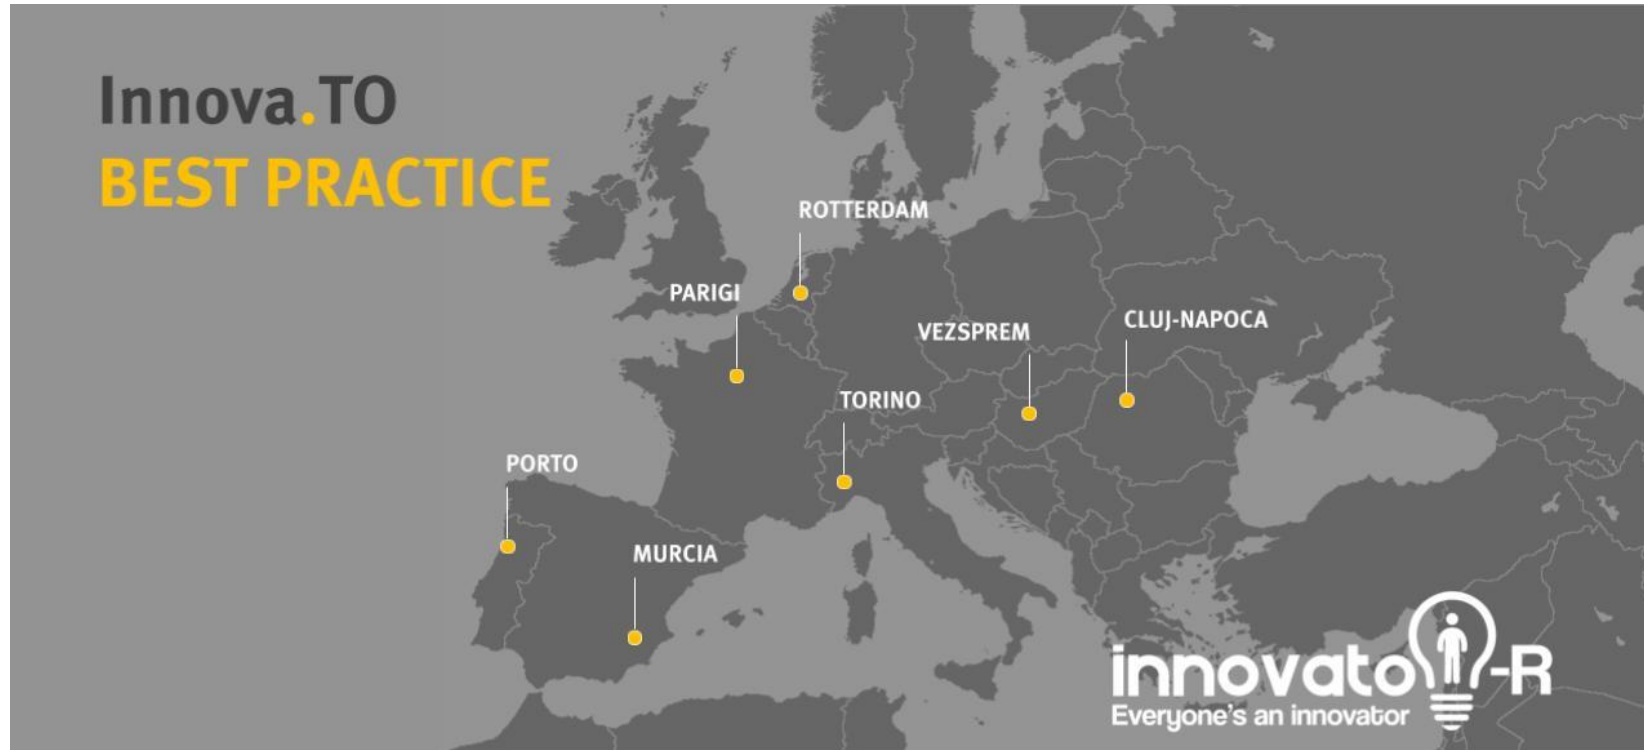 Innova.TO
BEST PRACTICE
ROTTERDAM
PARIGI
VEZSPREM
CLUJ-NAPOCA
TORINO
PORTO
MURCIA
innovato-R
Everyone's an innovator